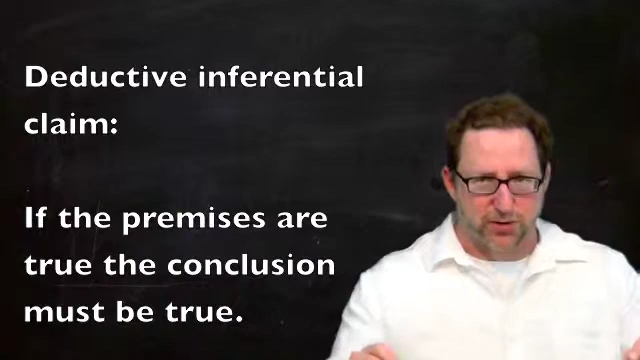 Deductive inferential
claim:
If the premises are
true the conclusion
must be true.